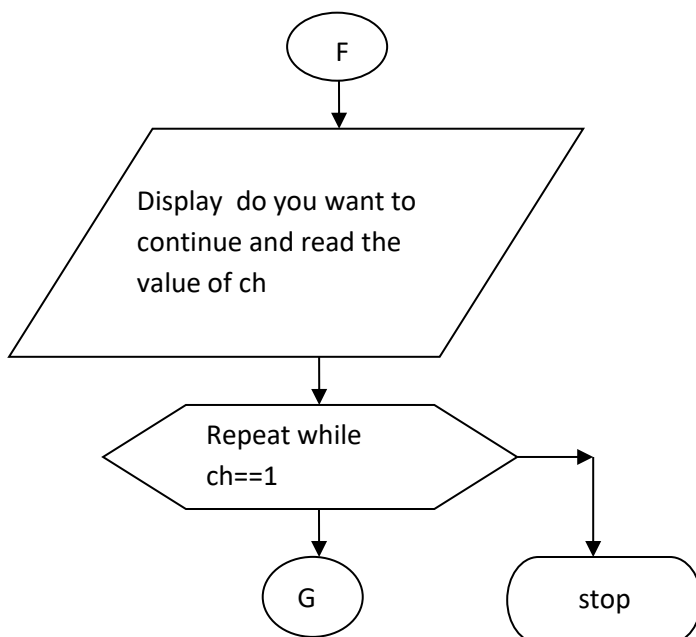 F
Display  do you want to
continue and read the
value of ch
Repeat while
ch==1
G
stop